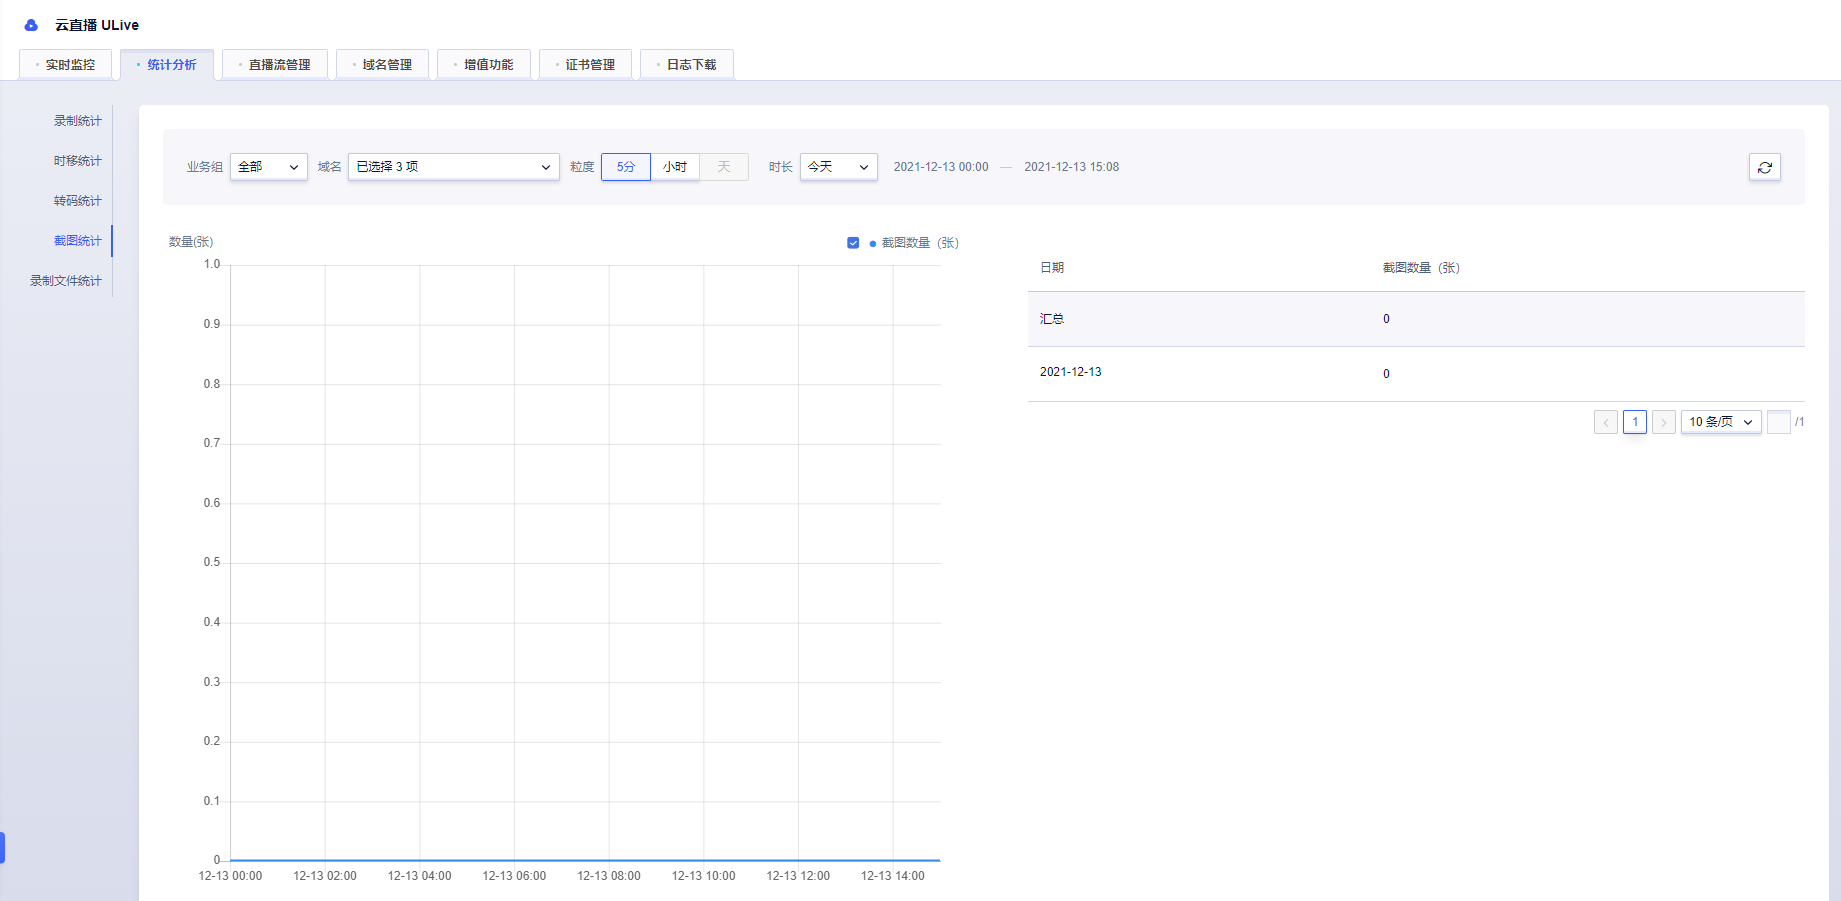 云直播 ULive
实时监控 统计分析 直播流管理 域名管理 增值功能 证书管理 日志下载
录制统计
时移统计
转码统计
截图统计
录制文件统计
业务组 全部 域名 已选择 3 项 粒度 5分 小时 天 时长 今天 2021-12-13 00:00 — 2021-12-13 15:08
数量(张) 截图数量 (张)
1.0
0.9
0.8
0.7
0.6
0.5
0.4
0.3
0.2
0.1
0
12-13 00:00 12-13 02:00 12-13 04:00 12-13 06:00 12-13 08:00 12-13 10:00 12-13 12:00 12-13 14:00
日期 截图数量 (张)
汇总 0
2021-12-13 0
1 10 条/页 /1